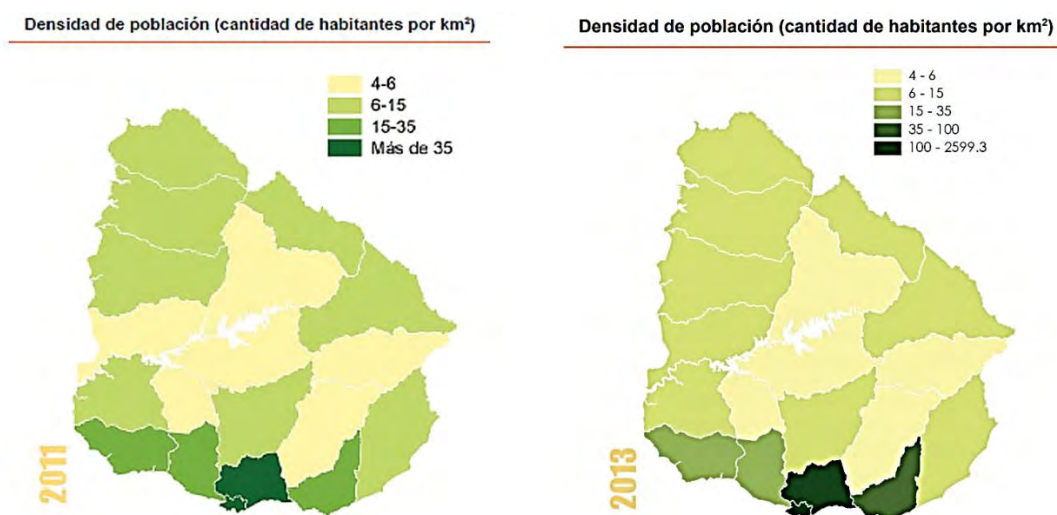 Densidad de población (cantidad de habitantes por km²)
4-6
6-15
15-35
Más de 35
2011
Densidad de población (cantidad de habitantes por km²)
4 - 6
6 - 15
15 - 35
35 - 100
100 - 2599.3
2013